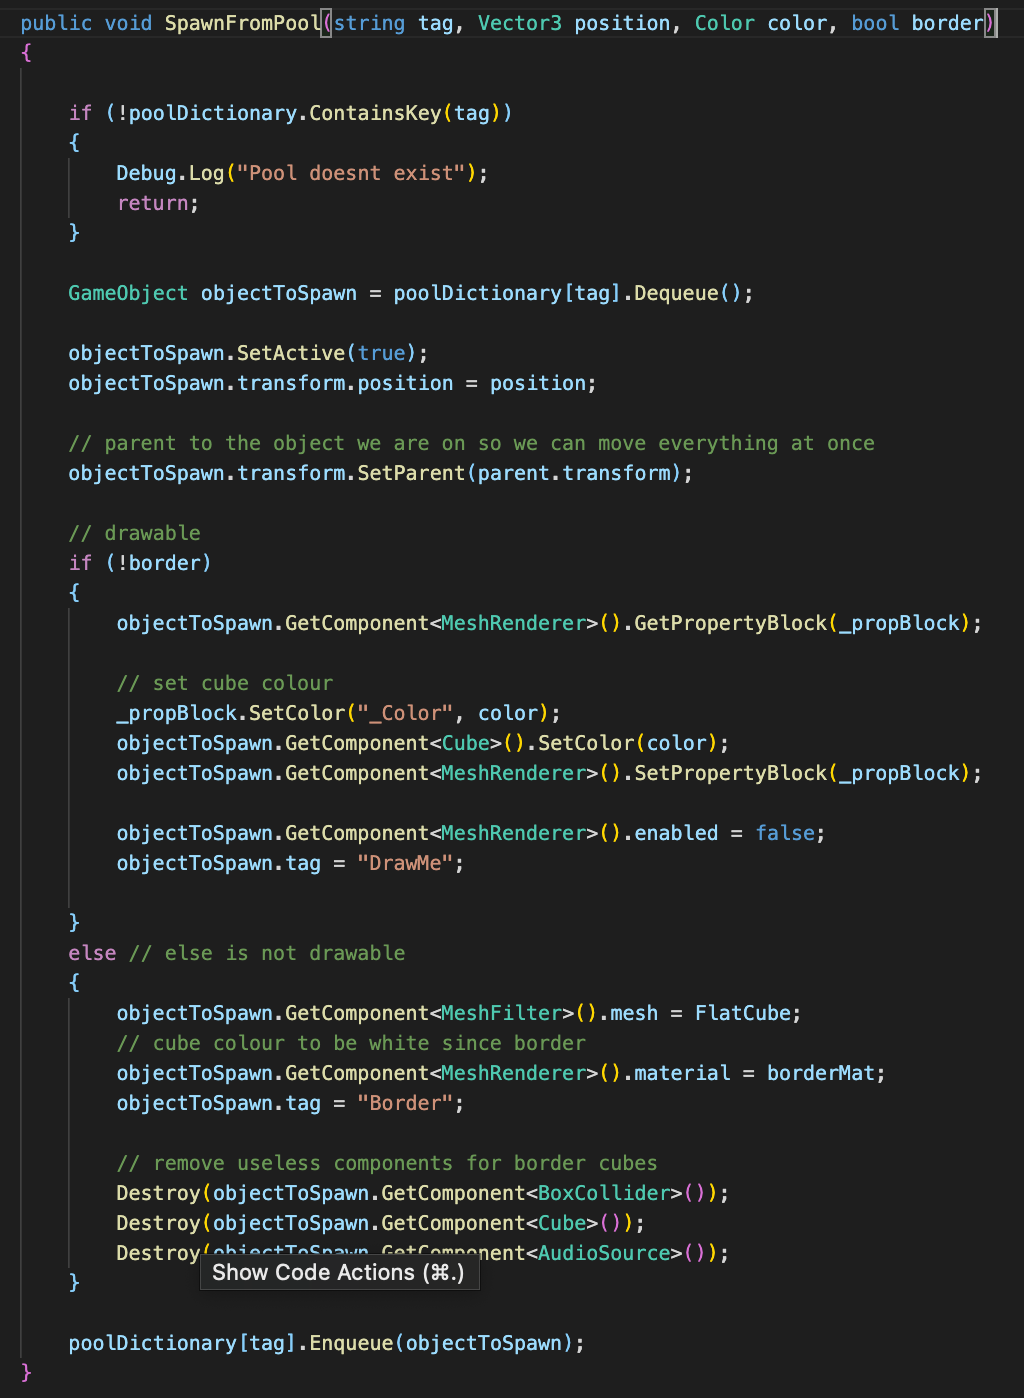 public void SpawnFromPool(string tag, Vector3 position, Color color, bool border)
{
if (!poolDictionary.ContainsKey(tag))
{
Debug.Log("Pool doesnt exist");
return;
}
GameObject objectToSpawn = poolDictionary[tag].Dequeue();
objectToSpawn.SetActive(true);
objectToSpawn.transform.position = position;
// parent to the object we are on so we can move everything at once
objectToSpawn.transform.SetParent(parent.transform);
// drawable
if (!border)
{
objectToSpawn.GetComponent<MeshRenderer>().GetPropertyBlock(_propBlock);
// set cube colour
_propBlock.SetColor("_Color", color);
objectToSpawn.GetComponent<Cube>().SetColor(color);
objectToSpawn.GetComponent<MeshRenderer>().SetPropertyBlock(_propBlock);
objectToSpawn.GetComponent<MeshRenderer>().enabled = false;
objectToSpawn.tag = "DrawMe";
}
else // else is not drawable
{
objectToSpawn.GetComponent<MeshFilter>().mesh = FlatCube;
// cube colour to be white since border
objectToSpawn.GetComponent<MeshRenderer>().material = borderMat;
objectToSpawn.tag = "Border";
// remove useless components for border cubes
Destroy(objectToSpawn.GetComponent<BoxCollider>());
Destroy(objectToSpawn.GetComponent<Cube>());
Destroy(objectToSpawn.GetComponent<AudioSource>());
Show Code Actions (⌘.)
}
poolDictionary[tag].Enqueue(objectToSpawn);
}